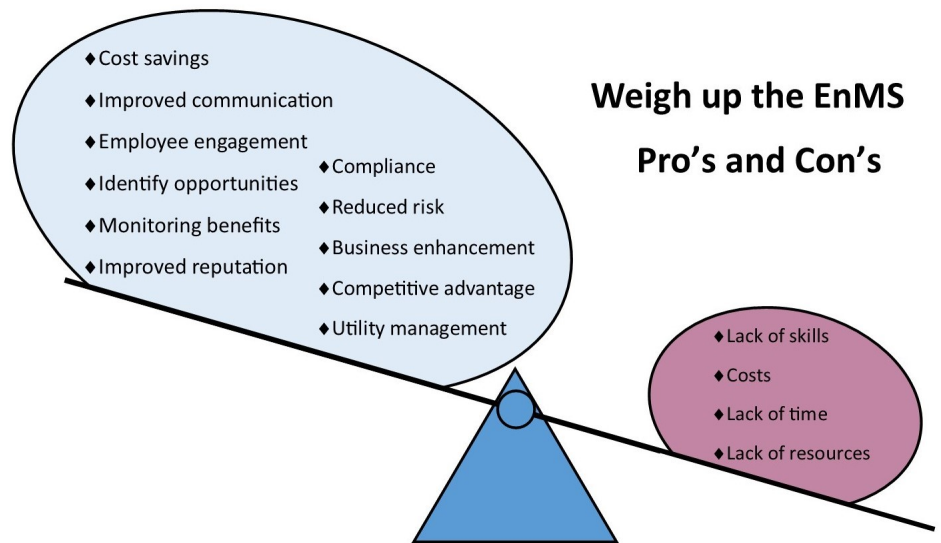 Weigh up the EnMS
Pro’s and Con’s
♦Cost savings
♦Improved communication
♦Employee engagement
♦Identify opportunities
♦Monitoring benefits
♦Improved reputation
♦Compliance
♦Reduced risk
♦Business enhancement
♦Competitive advantage
♦Utility management
♦Lack of skills
♦Costs
♦Lack of time
♦Lack of resources